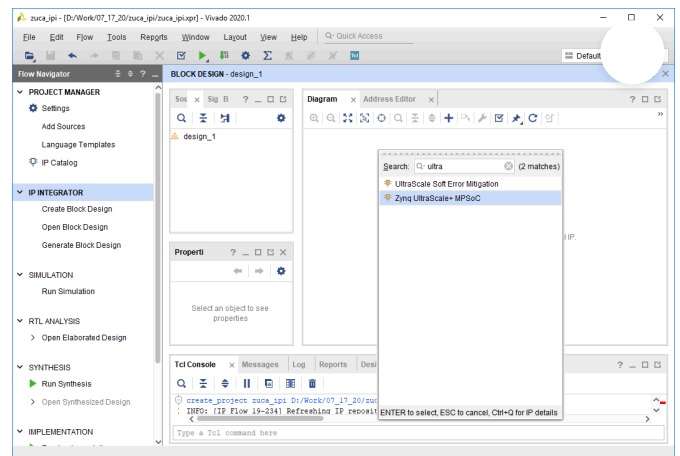 zuca_ipi - [D:/Work/07_17_20/zuca_ipi/zuca_ipi.xpr] - Vivado 2020.1
File Edit Flow Tools Reports Window Layout View Help Q- Quick Access
Default
Flow Navigator
PROJECT MANAGER
Settings
Add Sources
Language Templates
IP Catalog
IP INTEGRATOR
Create Block Design
Open Block Design
Generate Block Design
SIMULATION
Run Simulation
RTL ANALYSIS
Open Elaborated Design
SYNTHESIS
Run Synthesis
Open Synthesized Design
IMPLEMENTATION
BLOCK DESIGN - design_1
Sou Sig B
design_1
Properti
Select an object to see
properties
Diagram Address Editor
Search: Q- ultra (2 matches)
UltraScale Soft Error Mitigation
Zynq UltraScale+ MPSoC
IP.
ENTER to select, ESC to cancel, Ctrl+Q for IP details
Tcl Console Messages Log Reports Desi
create_project zuca_ipi D:/Work/07_17_20/zuc
INFO: [IP_Flow 19-234] Refreshing IP reposit
Type a Tcl command here